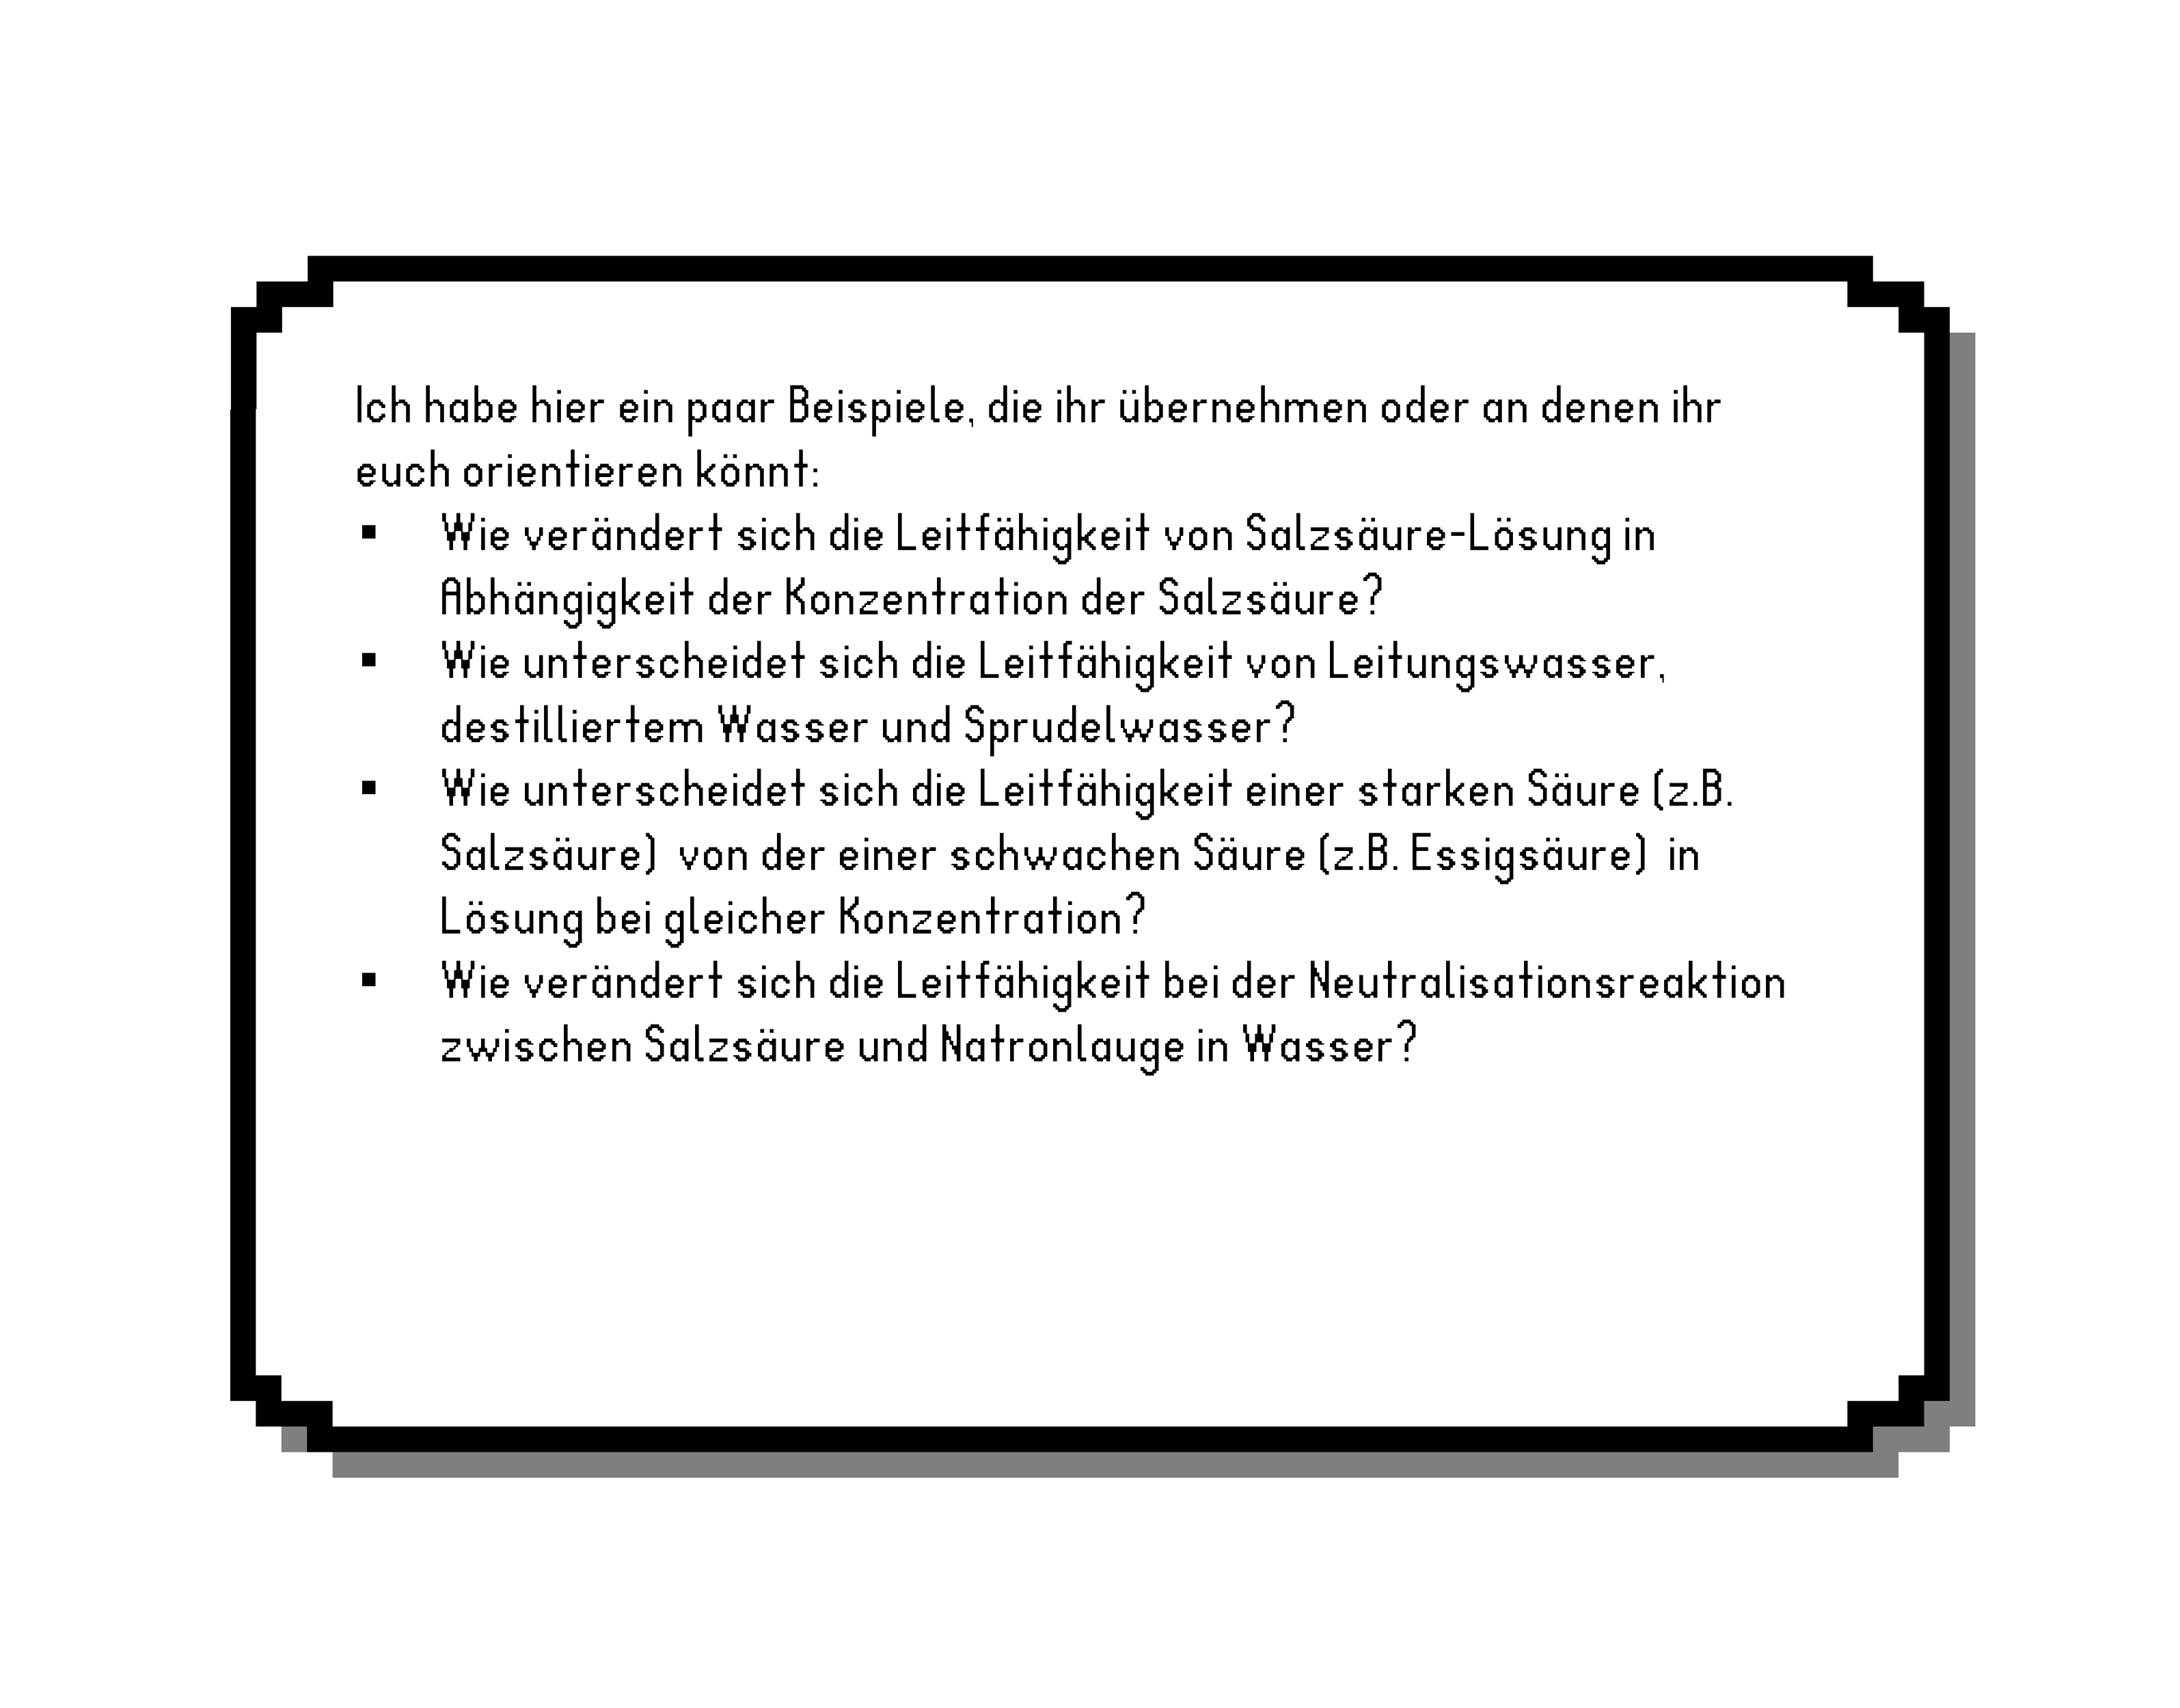 Ich habe hier ein paar Beispiele, die ihr übernehmen oder an denen ihr
euch orientieren könnt:
▪ Wie verändert sich die Leitfähigkeit von Salzsäure-Lösung in
Abhängigkeit der Konzentration der Salzsäure?
▪ Wie unterscheidet sich die Leitfähigkeit von Leitungswasser,
destilliertem Wasser und Sprudelwasser?
▪ Wie unterscheidet sich die Leitfähigkeit einer starken Säure (z.B.
Salzsäure) von der einer schwachen Säure (z.B. Essigsäure) in
Lösung bei gleicher Konzentration?
▪ Wie verändert sich die Leitfähigkeit bei der Neutralisationsreaktion
zwischen Salzsäure und Natronlauge in Wasser?